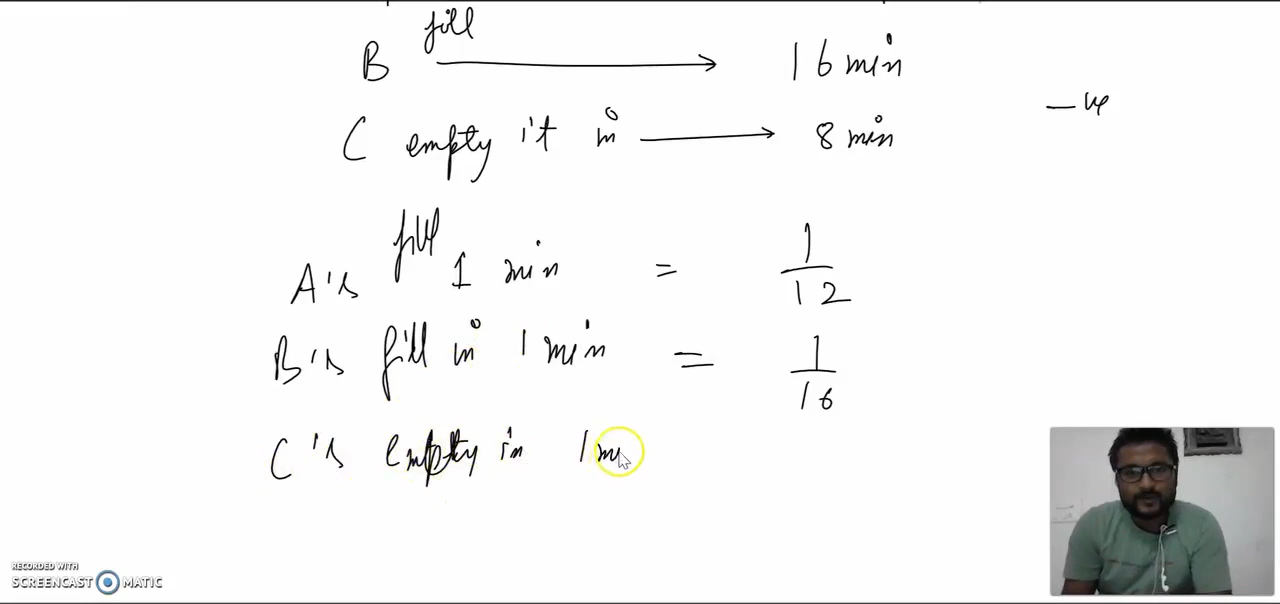 fill
B → 16 min
C empty it in → 8 min
-ve
A's fill 1 min = 1/12
B's fill in 1 min = 1/16
C's empty in 1 m
RECORDED WITH
SCREENCAST MATIC